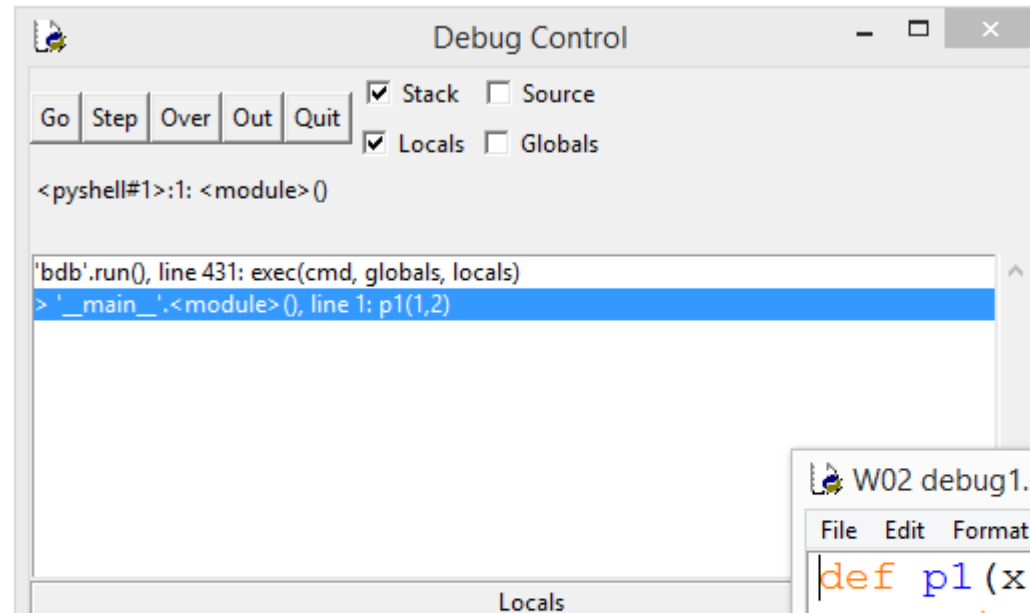 Debug Control
Go Step Over Out Quit
Stack Source
Locals Globals
<pyshell#1>:1: <module>()
'bdb'.run(), line 431: exec(cmd, globals, locals)
> '__main__'.<module>(), line 1: p1(1,2)
W02 debug1.
File Edit Format
def p1(x
Locals